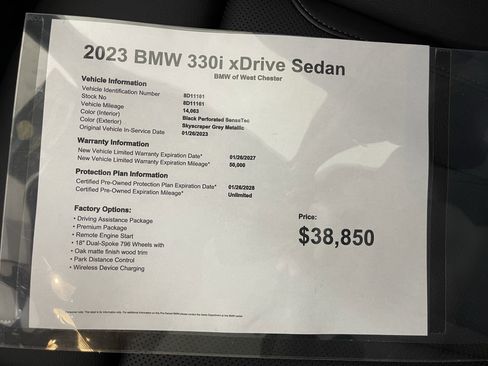 2023 BMW 330i xDrive Sedan
BMW of West Chester
Vehicle Information
Vehicle Identification Number 8D11161
Stock No 8D11161
Vehicle Mileage 14,063
Color (Interior) Black Perforated SensaTec
Color (Exterior) Skyscraper Grey Metallic
Original Vehicle In-Service Date 01/26/2023
Warranty Information
New Vehicle Limited Warranty Expiration Date* 01/26/2027
New Vehicle Limited Warranty Expiration Mileage* 50,000
Protection Plan Information
Certified Pre-Owned Protection Plan Expiration Date* 01/26/2028
Certified Pre-Owned Expiration Mileage* Unlimited
Factory Options:
• Driving Assistance Package
• Premium Package
• Remote Engine Start
• 18" Dual-Spoke 796 Wheels with
• Oak matte finish wood trim
• Park Distance Control
• Wireless Device Charging
Price:
$38,850